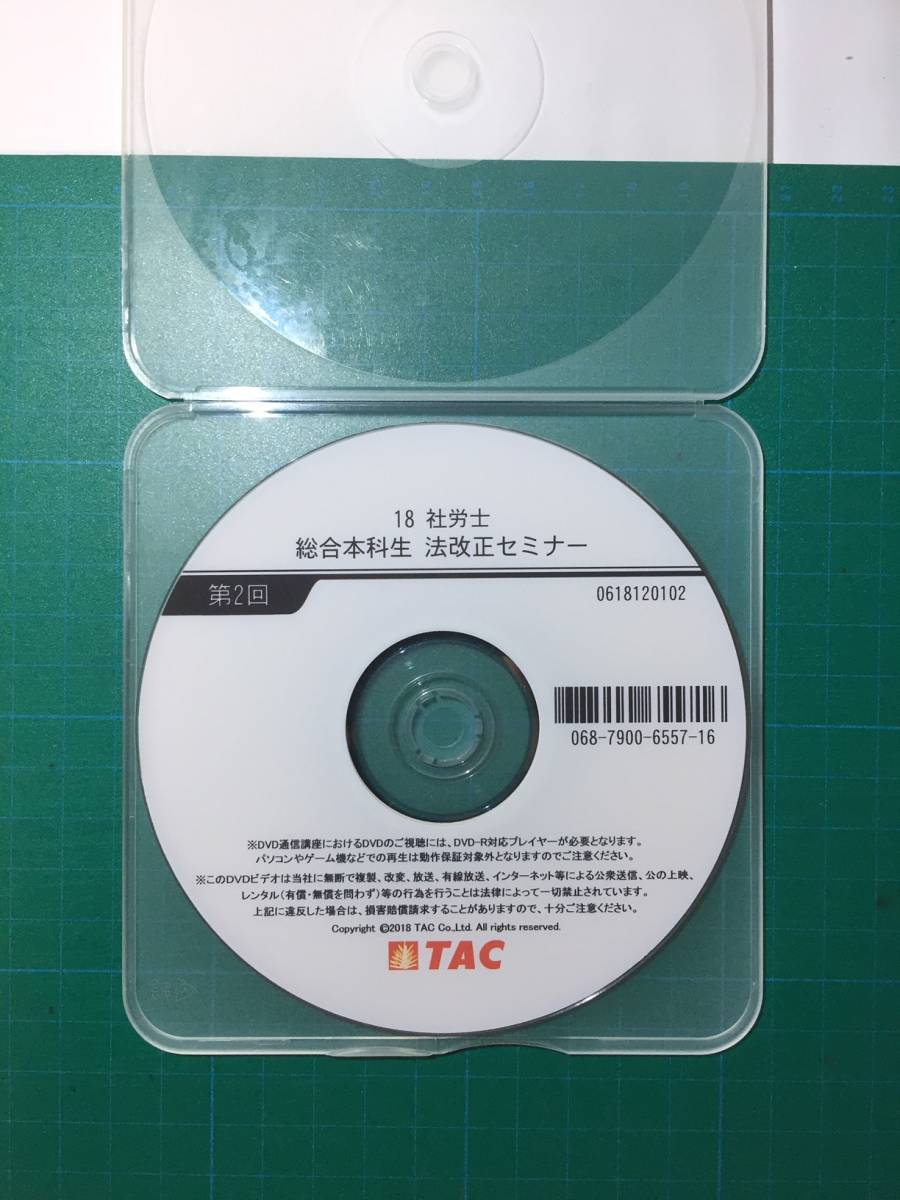 18 社労士
総合本科生 法改正セミナー
第2回
0618120102
068-7900-6557-16
※DVD通信講座におけるDVDのご視聴には、DVD-R対応プレイヤーが必要となります。
パソコンやゲーム機などでの再生は動作保証対象外となりますのでご注意ください。
※このDVDビデオは当社に無断で複製、改変、放送、有線放送、インターネット等による公衆送信、公の上映、
レンタル(有償・無償を問わず)等の行為を行うことは法律によって一切禁止されています。
上記に違反した場合は、損害賠償請求することがありますので、十分ご注意ください。
Copyright ©2018 TAC Co.,Ltd. All rights reserved.
TAC